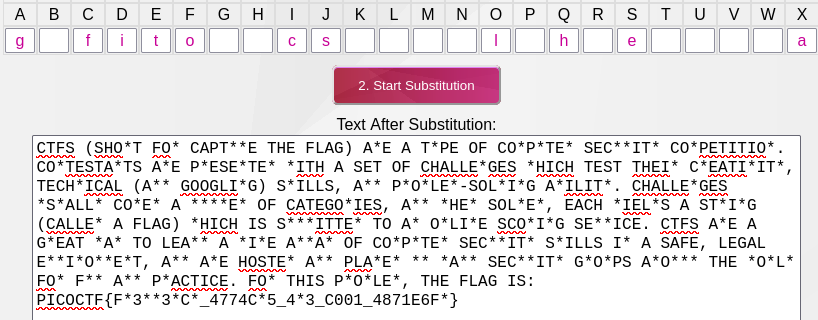 A B C D E F G H I J K L M N O P Q R S T U V W X
g f i t o c s l h e a
2. Start Substitution
Text After Substitution:
CTFS (SHO*T FO* CAPT**E THE FLAG) A*E A T*PE OF CO*P*TE* SEC**IT* CO*PETITIO*.
CO*TESTA*TS A*E P*ESE*TE* *ITH A SET OF CHALLE*GES *HICH TEST THEI* C*EATI*IT*,
TECH*ICAL (A** GOOGLI*G) S*ILLS, A** P*O*LE*-SOL*I*G A*ILIT*. CHALLE*GES
*S*ALL* CO*E* A ****E* OF CATEGO*IES, A** *HE* SOL*E*, EACH *IEL*S A ST*I*G
(CALLE* A FLAG) *HICH IS S***ITTE* TO A* O*LI*E SCO*I*G SE**ICE. CTFS A*E A
G*EAT *A* TO LEA** A *I*E A**A* OF CO*P*TE* SEC**IT* S*ILLS I* A SAFE, LEGAL
E**I*O**E*T, A** A*E HOSTE* A** PLA*E* ** *A** SEC**IT* G*O*PS A*O*** THE *O*L*
FO* F** A** P*ACTICE. FO* THIS P*O*LE*, THE FLAG IS:
PICOCTF{F*3**3*C*_4774C*5_4*3_C001_4871E6F*}